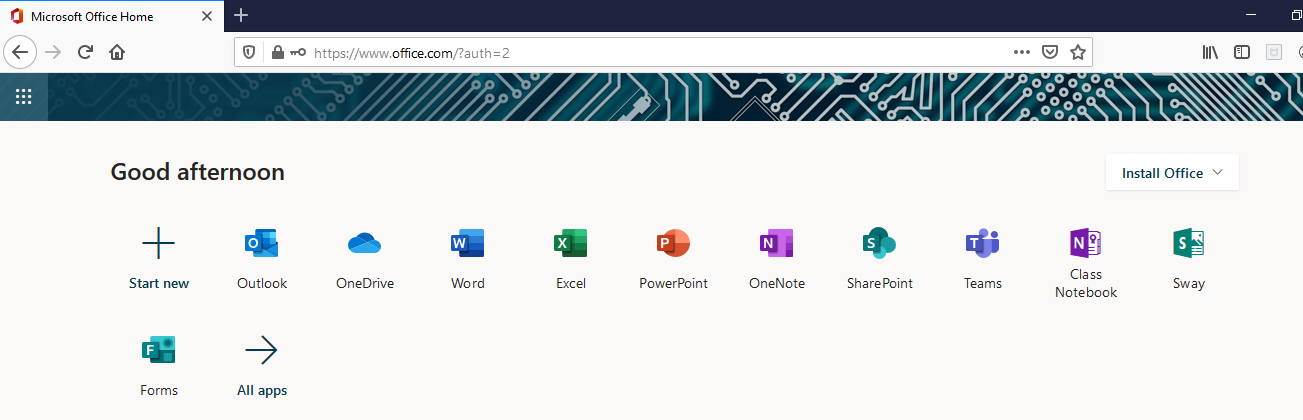 Microsoft Office Home
https://www.office.com/?auth=2
Good afternoon
Install Office
Start new
Outlook
OneDrive
Word
Excel
PowerPoint
OneNote
SharePoint
Teams
Class
Notebook
Sway
Forms
All apps